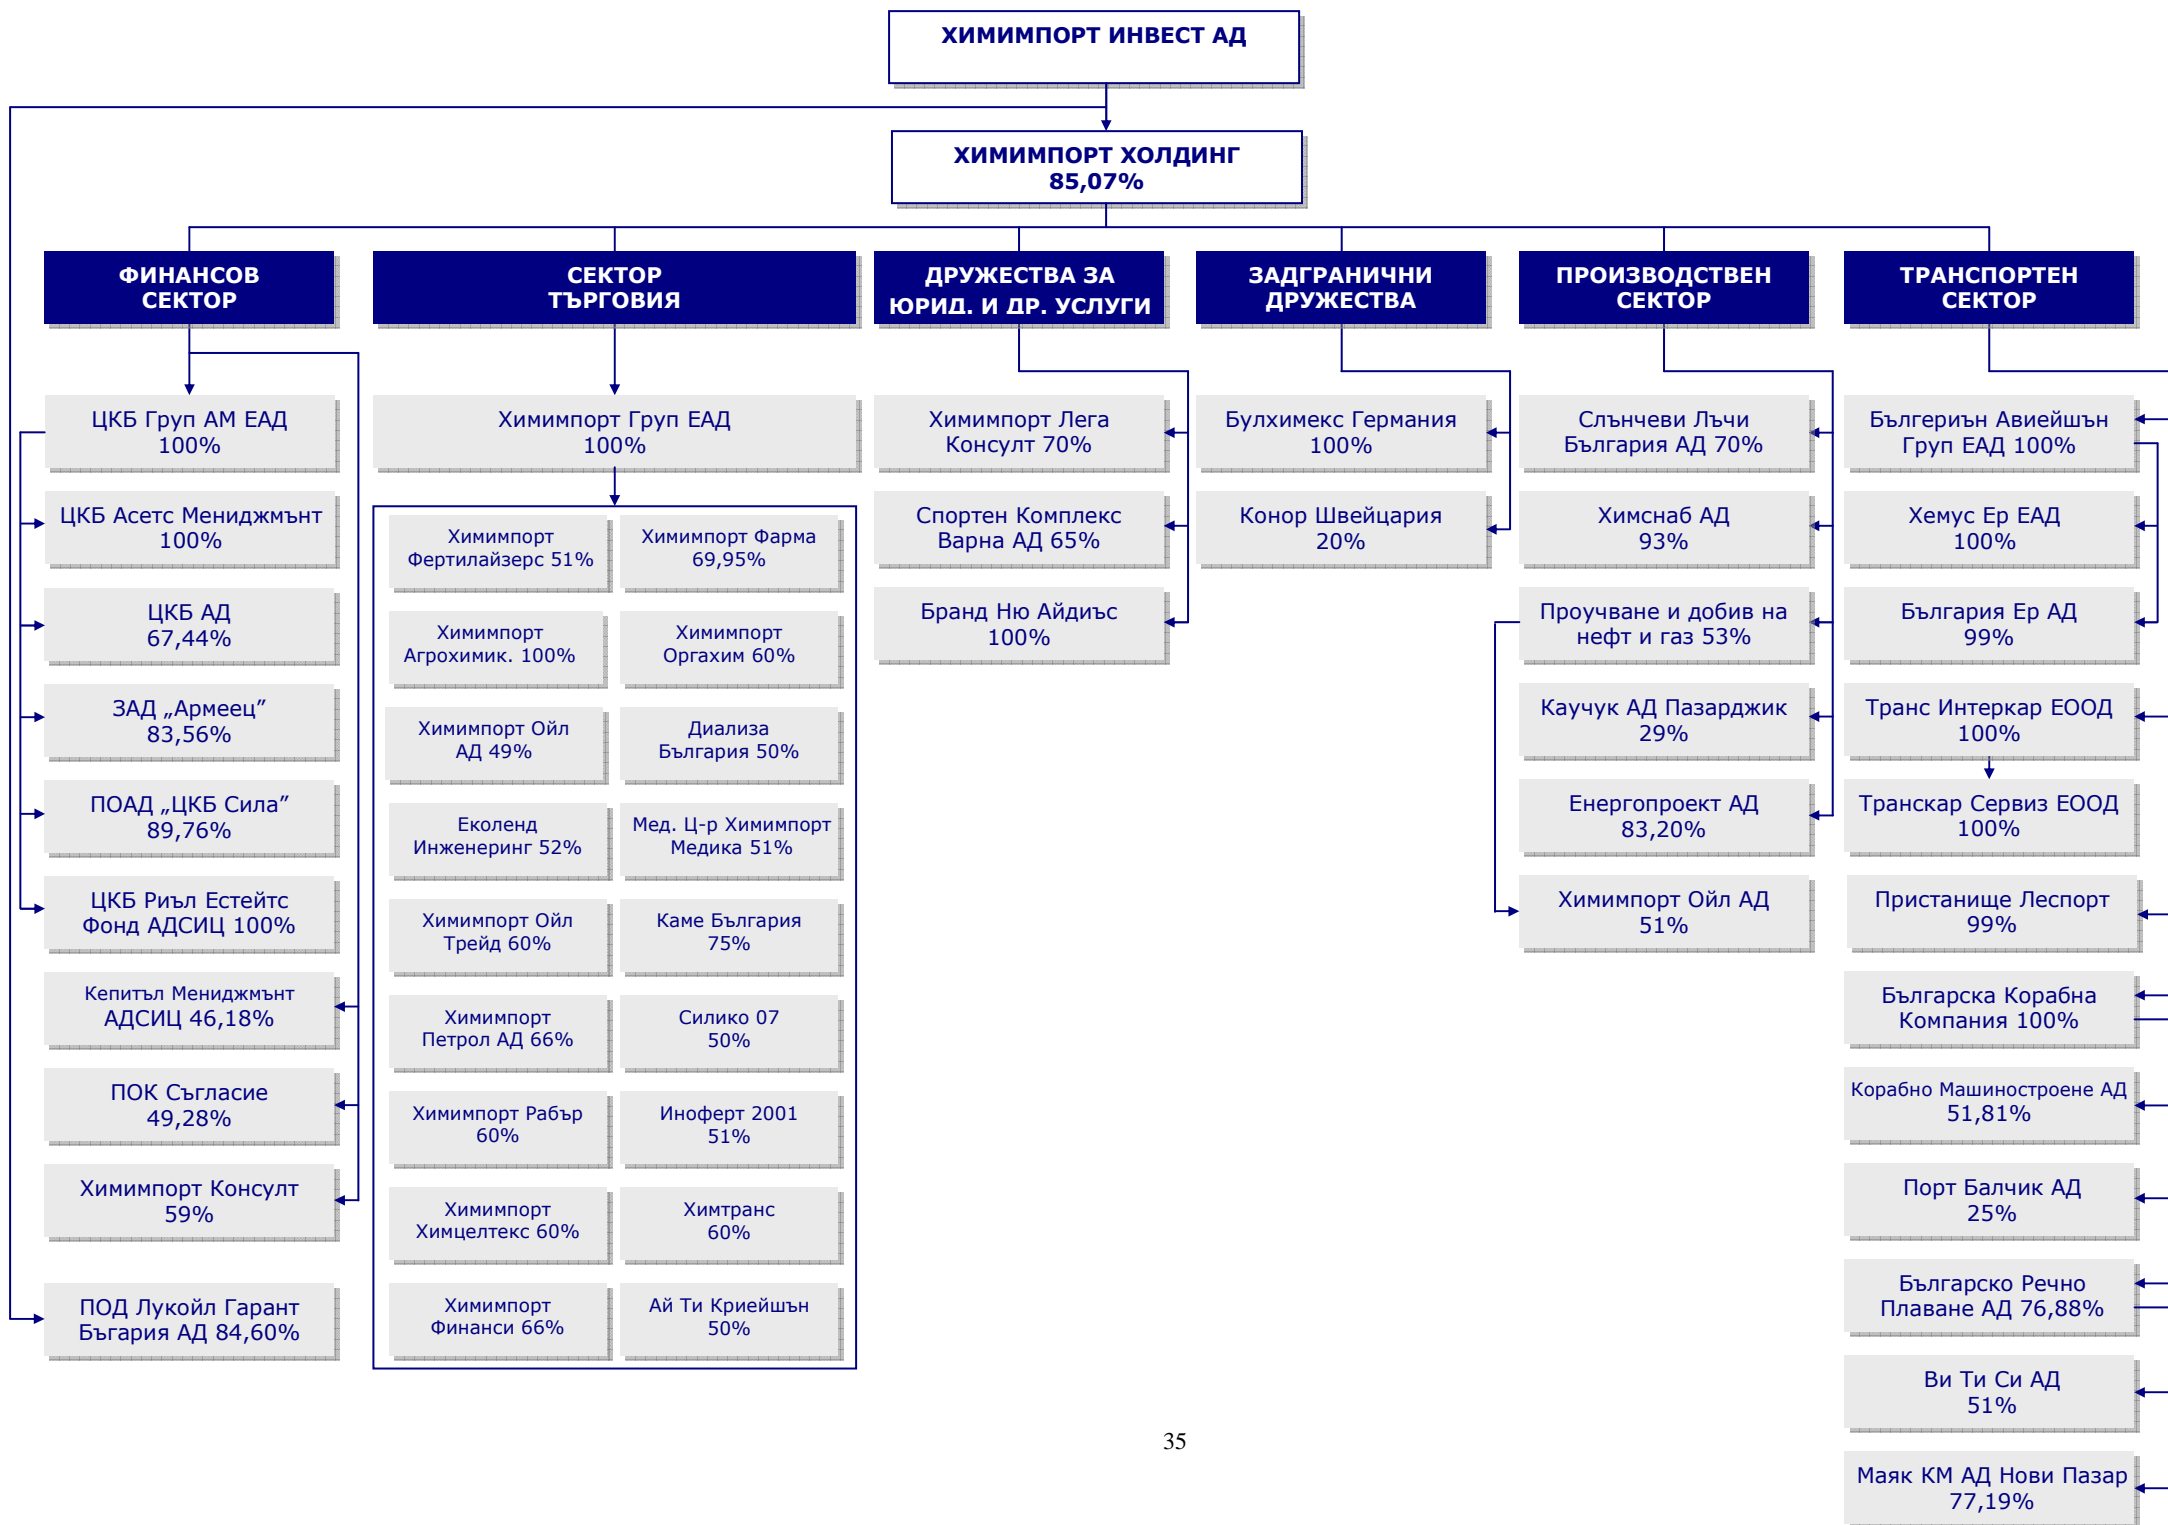 ХИМИМПОРТ ИНВЕСТ АД
ХИМИМПОРТ ХОЛДИНГ
85,07%
ФИНАНСОВ
СЕКТОР
ЦКБ Груп АМ ЕАД
100%
ЦКБ Асетс Мениджмънт
100%
ЦКБ АД
67,44%
ЗАД „Армеец”
83,56%
ПОАД „ЦКБ Сила”
89,76%
ЦКБ Риъл Естейтс
Фонд АДСИЦ 100%
Кепитъл Мениджмънт
АДСИЦ 46,18%
ПОК Съгласие
49,28%
Химимпорт Консулт
59%
ПОД Лукойл Гарант
Бъгария АД 84,60%
СЕКТОР
ТЪРГОВИЯ
Химимпорт Груп ЕАД
100%
Химимпорт
Фертилайзерс 51%
Химимпорт Фарма
69,95%
Химимпорт
Агрохимик. 100%
Химимпорт
Оргахим 60%
Химимпорт Ойл
АД 49%
Диализа
България 50%
Еколенд
Инженеринг 52%
Мед. Ц-р Химимпорт
Медика 51%
Химимпорт Ойл
Трейд 60%
Каме България
75%
Химимпорт
Петрол АД 66%
Силико 07
50%
Химимпорт Рабър
60%
Иноферт 2001
51%
Химимпорт
Химцелтекс 60%
Химтранс
60%
Химимпорт
Финанси 66%
Ай Ти Криейшън
50%
ДРУЖЕСТВА ЗА
ЮРИД. И ДР. УСЛУГИ
Химимпорт Лега
Консулт 70%
Спортен Комплекс
Варна АД 65%
Бранд Ню Айдиъс
100%
ЗАДГРАНИЧНИ
ДРУЖЕСТВА
Булхимекс Германия
100%
Конор Швейцария
20%
ПРОИЗВОДСТВЕН
СЕКТОР
Слънчеви Лъчи
България АД 70%
Химснаб АД
93%
Проучване и добив на
нефт и газ 53%
Каучук АД Пазарджик
29%
Енергопроект АД
83,20%
Химимпорт Ойл АД
51%
ТРАНСПОРТЕН
СЕКТОР
Бългериън Авиейшън
Груп ЕАД 100%
Хемус Ер ЕАД
100%
България Ер АД
99%
Транс Интеркар ЕООД
100%
Транскар Сервиз ЕООД
100%
Пристанище Леспорт
99%
Българска Корабна
Компания 100%
Корабно Машиностроене АД
51,81%
Порт Балчик АД
25%
Българско Речно
Плаване АД 76,88%
Ви Ти Си АД
51%
Маяк КМ АД Нови Пазар
77,19%
35